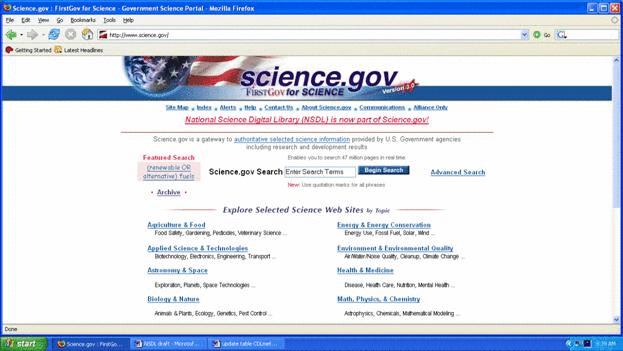 Science.gov : FirstGov for Science - Government Science Portal - Mozilla Firefox
File Edit View Go Bookmarks Tools Help
http://www.science.gov/
Go
Getting Started Latest Headlines
science.gov
FIRSTGOV for SCIENCE
Version 3.0
Site Map Index Alerts Help Contact Us About Science.gov Communications Alliance Only
National Science Digital Library (NSDL) is now part of Science.gov!
Science.gov is a gateway to authoritative selected science information provided by U.S. Government agencies
including research and development results
Featured Search
(renewable OR
alternative) fuels
Archive
Enables you to search 47 million pages in real time
Science.gov Search Enter Search Terms Begin Search Advanced Search
New: Use quotation marks for all phrases
Explore Selected Science Web Sites by Topic
Agriculture & Food
Food Safety, Gardening, Pesticides, Veterinary Science ...
Energy & Energy Conservation
Energy Use, Fossil Fuel, Solar, Wind ...
Applied Science & Technologies
Biotechnology, Electronics, Engineering, Transport ...
Environment & Environmental Quality
Air/Water/Noise Quality, Cleanup, Climate Change ...
Astronomy & Space
Exploration, Planets, Space Technologies ...
Health & Medicine
Disease, Health Care, Nutrition, Mental Health ...
Biology & Nature
Animals & Plants, Ecology, Genetics, Pest Control ...
Math, Physics, & Chemistry
Astrophysics, Chemicals, Mathematical Modeling ...
Done
start Science.gov : FirstGo... NSDL draft - Microsof... update table CDLmet...